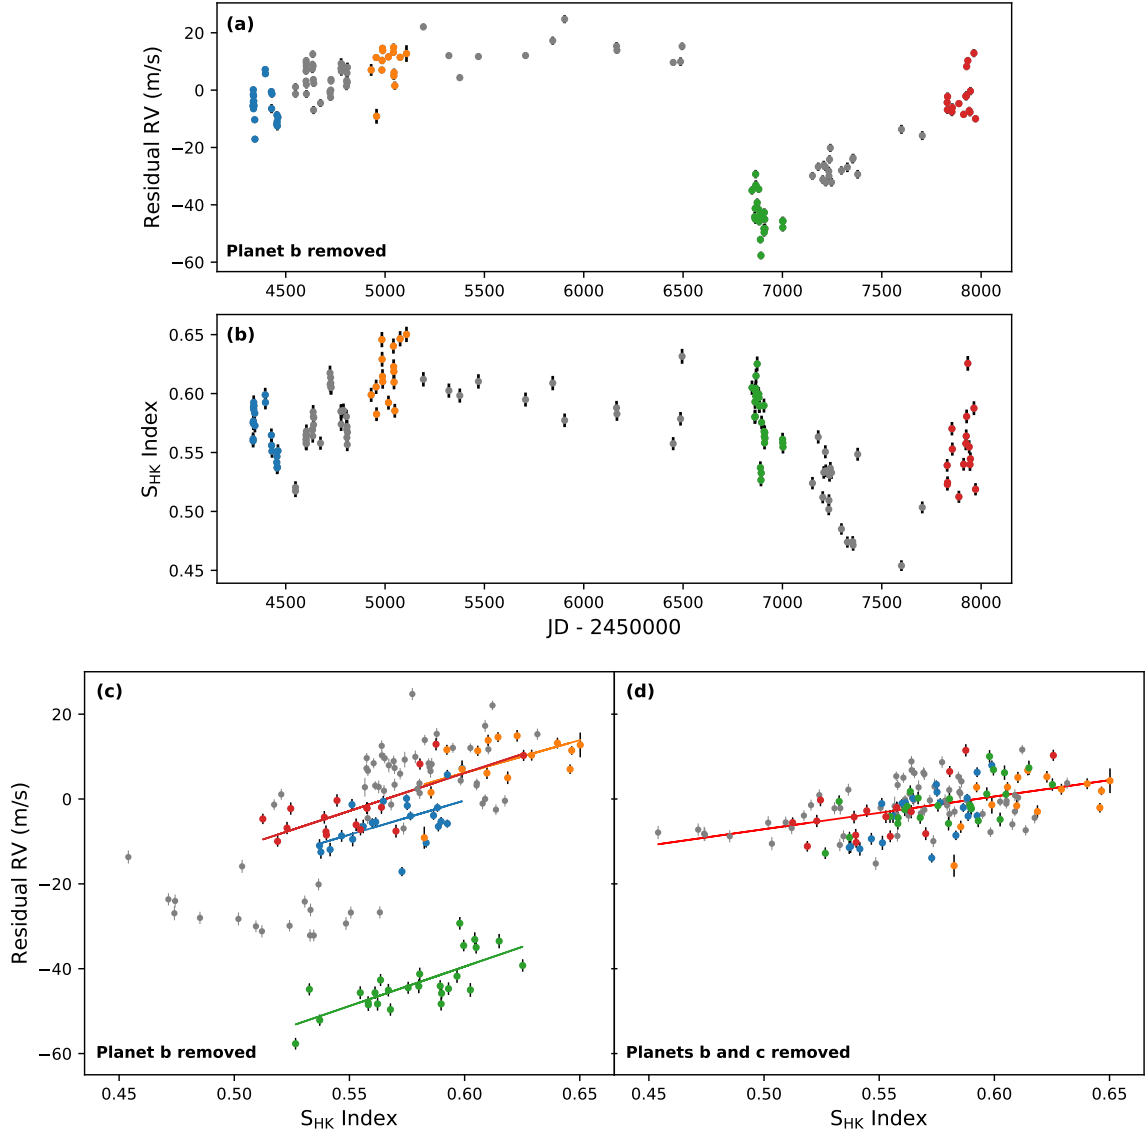 (a)
20
0
−20
−40
−60
Residual RV (m/s)
Planet b removed
4500 5000 5500 6000 6500 7000 7500 8000
(b)
0.65
0.60
0.55
0.50
0.45
S_HK Index
4500 5000 5500 6000 6500 7000 7500 8000
JD - 2450000
(c)
(d)
20
0
−20
−40
−60
Residual RV (m/s)
Planet b removed
Planets b and c removed
0.45 0.50 0.55 0.60 0.65
0.45 0.50 0.55 0.60 0.65
S_HK Index
S_HK Index